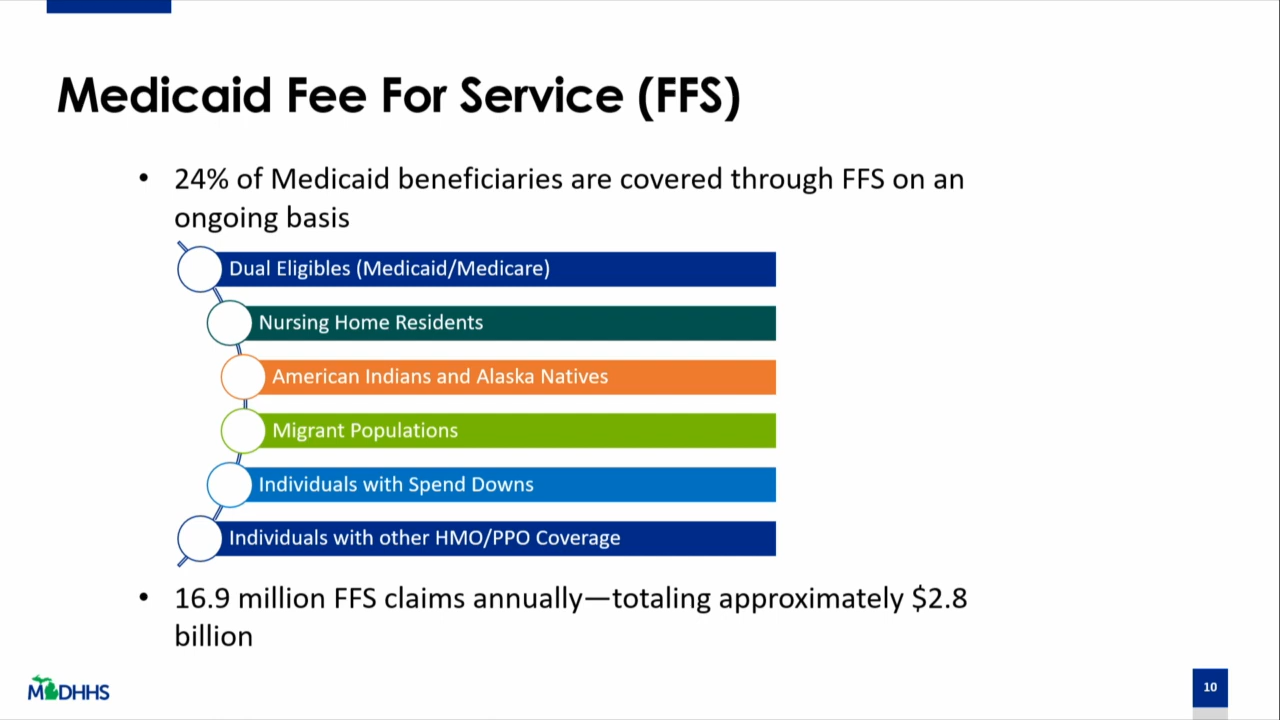 Medicaid Fee For Service (FFS)
• 24% of Medicaid beneficiaries are covered through FFS on an
ongoing basis
Dual Eligibles (Medicaid/Medicare)
Nursing Home Residents
American Indians and Alaska Natives
Migrant Populations
Individuals with Spend Downs
Individuals with other HMO/PPO Coverage
• 16.9 million FFS claims annually—totaling approximately $2.8
billion
MDHHS
10